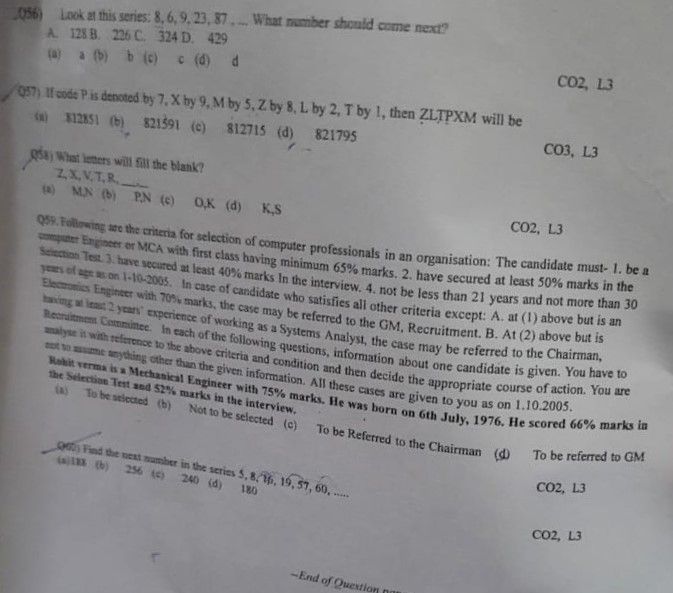 Q56) Look at this series: 8, 6, 9, 23, 87 , ... What number should come next?
A. 128 B. 226 C. 324 D. 429
(a) a (b) b (c) c (d) d
CO2, L3
Q57) If code P is denoted by 7, X by 9, M by 5, Z by 8, L by 2, T by 1, then ZLTPXM will be
(a) 812851 (b) 821591 (c) 812715 (d) 821795
CO3, L3
Q58) What letters will fill the blank?
Z, X, V, T, R, ____
(a) M,N (b) P,N (c) O,K (d) K,S
CO2, L3
Q59. Following are the criteria for selection of computer professionals in an organisation: The candidate must- 1. be a
computer Engineer or MCA with first class having minimum 65% marks. 2. have secured at least 50% marks in the
Selection Test. 3. have secured at least 40% marks In the interview. 4. not be less than 21 years and not more than 30
years of age as on 1-10-2005. In case of candidate who satisfies all other criteria except: A. at (1) above but is an
Electronics Engineer with 70% marks, the case may be referred to the GM, Recruitment. B. At (2) above but is
having at least 2 years' experience of working as a Systems Analyst, the case may be referred to the Chairman,
Recruitment Committee. In each of the following questions, information about one candidate is given. You have to
analyse it with reference to the above criteria and condition and then decide the appropriate course of action. You are
not to assume anything other than the given information. All these cases are given to you as on 1.10.2005.
Rohit verma is a Mechanical Engineer with 75% marks. He was born on 6th July, 1976. He scored 66% marks in
the Selection Test and 52% marks in the interview.
(a) To be selected (b) Not to be selected (c) To be Referred to the Chairman (d) To be referred to GM
CO2, L3
Q60) Find the next number in the series 5, 8, 16, 19, 57, 60, .....
(a)188 (b) 256 (c) 240 (d) 180
CO2, L3
--End of Question